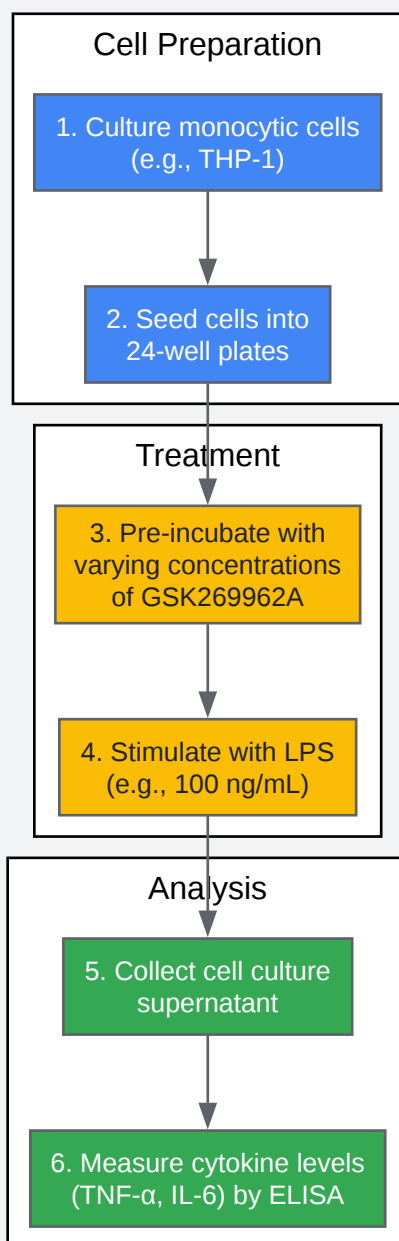 Cell Preparation
1. Culture monocytic cells
(e.g., THP-1)
2. Seed cells into
24-well plates
Treatment
3. Pre-incubate with
varying concentrations
of GSK269962A
4. Stimulate with LPS
(e.g., 100 ng/mL)
Analysis
5. Collect cell culture
supernatant
6. Measure cytokine levels
(TNF-α, IL-6) by ELISA